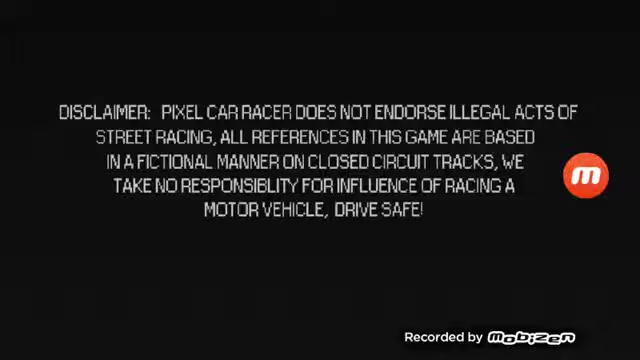 DISCLAIMER: PIXEL CAR RACER DOES NOT ENDORSE ILLEGAL ACTS OF
STREET RACING, ALL REFERENCES IN THIS GAME ARE BASED
IN A FICTIONAL MANNER ON CLOSED CIRCUIT TRACKS, WE
TAKE NO RESPONSIBLITY FOR INFLUENCE OF RACING A
MOTOR VEHICLE, DRIVE SAFE!
m
Recorded by mobizen